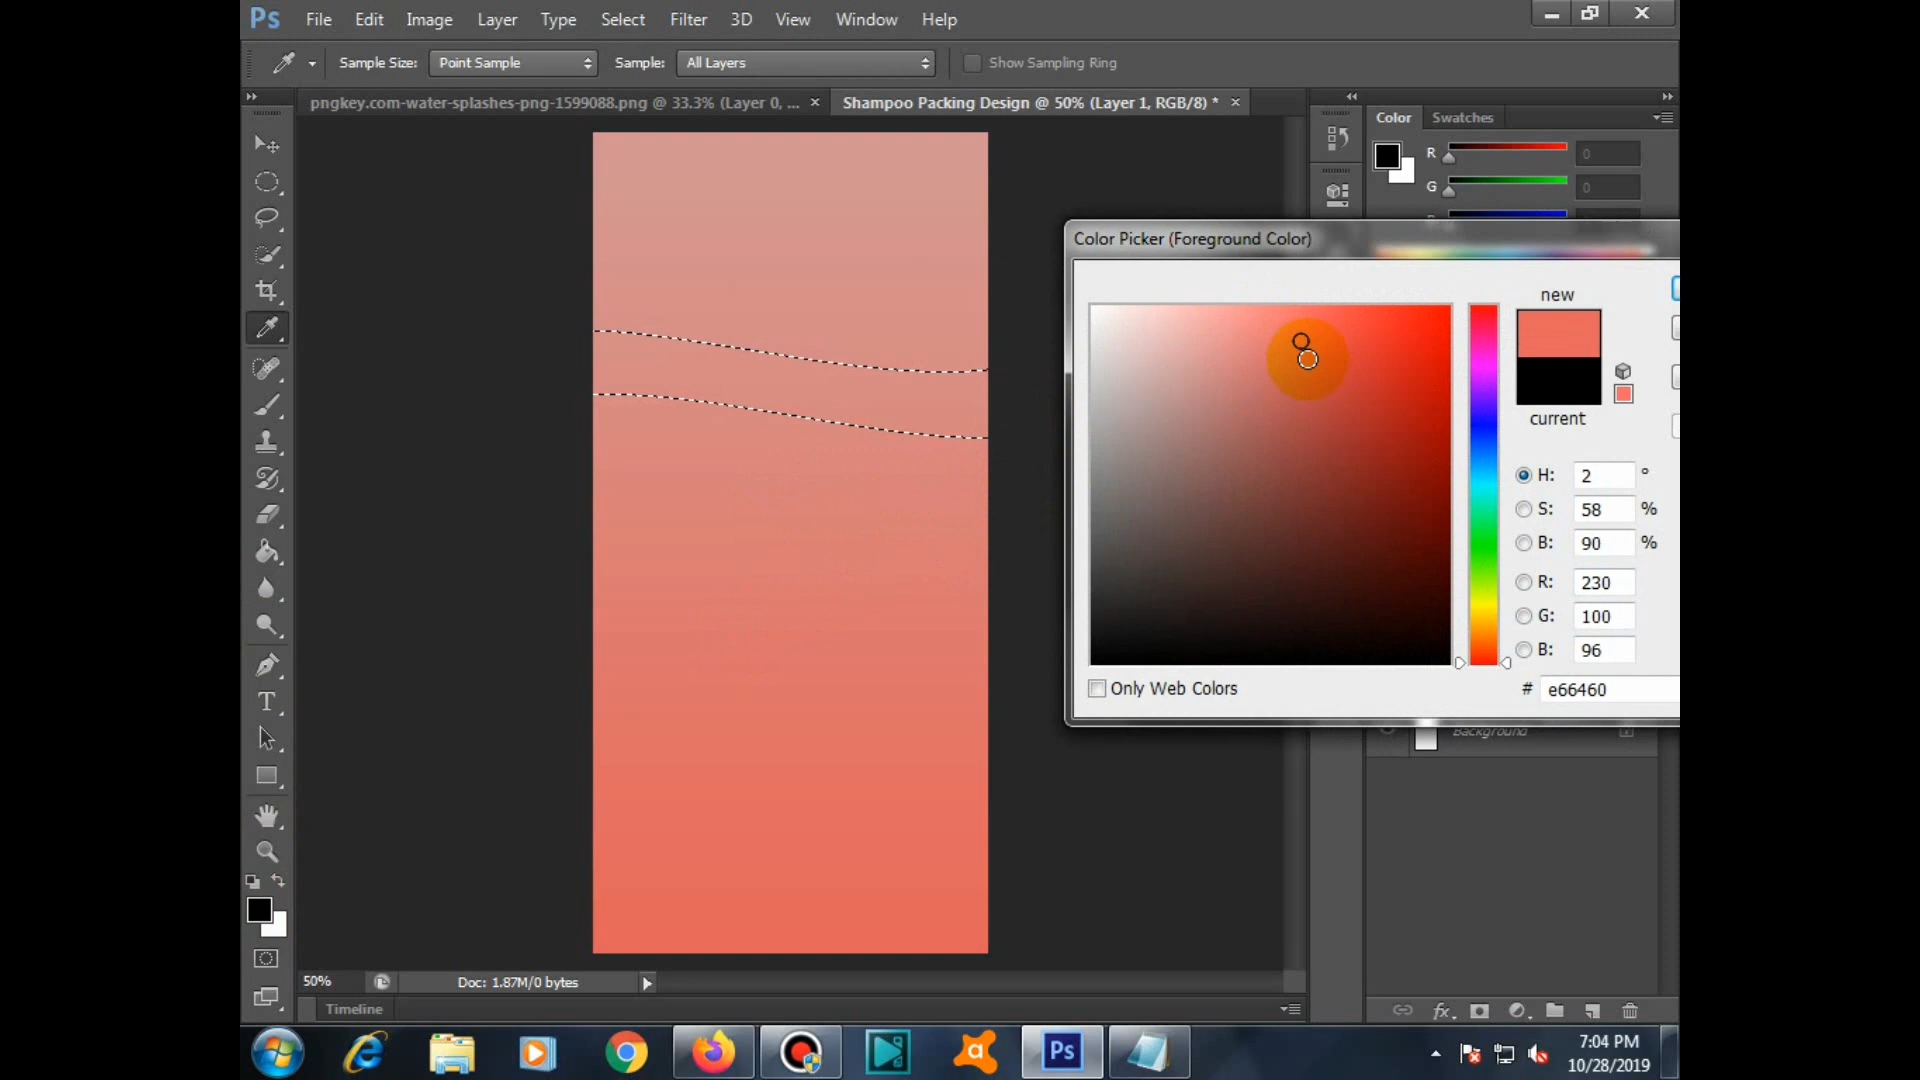 Ps File Edit Image Layer Type Select Filter 3D View Window Help
Sample Size: Point Sample Sample: All Layers Show Sampling Ring
pngkey.com-water-splashes-png-1599088.png @ 33.3% (Layer 0, ... × Shampoo Packing Design @ 50% (Layer 1, RGB/8) * ×
Color Swatches
R 0
G 0
Color Picker (Foreground Color)
new
current
H: 2 °
S: 58 %
B: 90 %
R: 230
G: 100
B: 96
Only Web Colors # e66460
Background
T
fx
50% Doc: 1.87M/0 bytes
Timeline
Ps
7:04 PM
10/28/2019